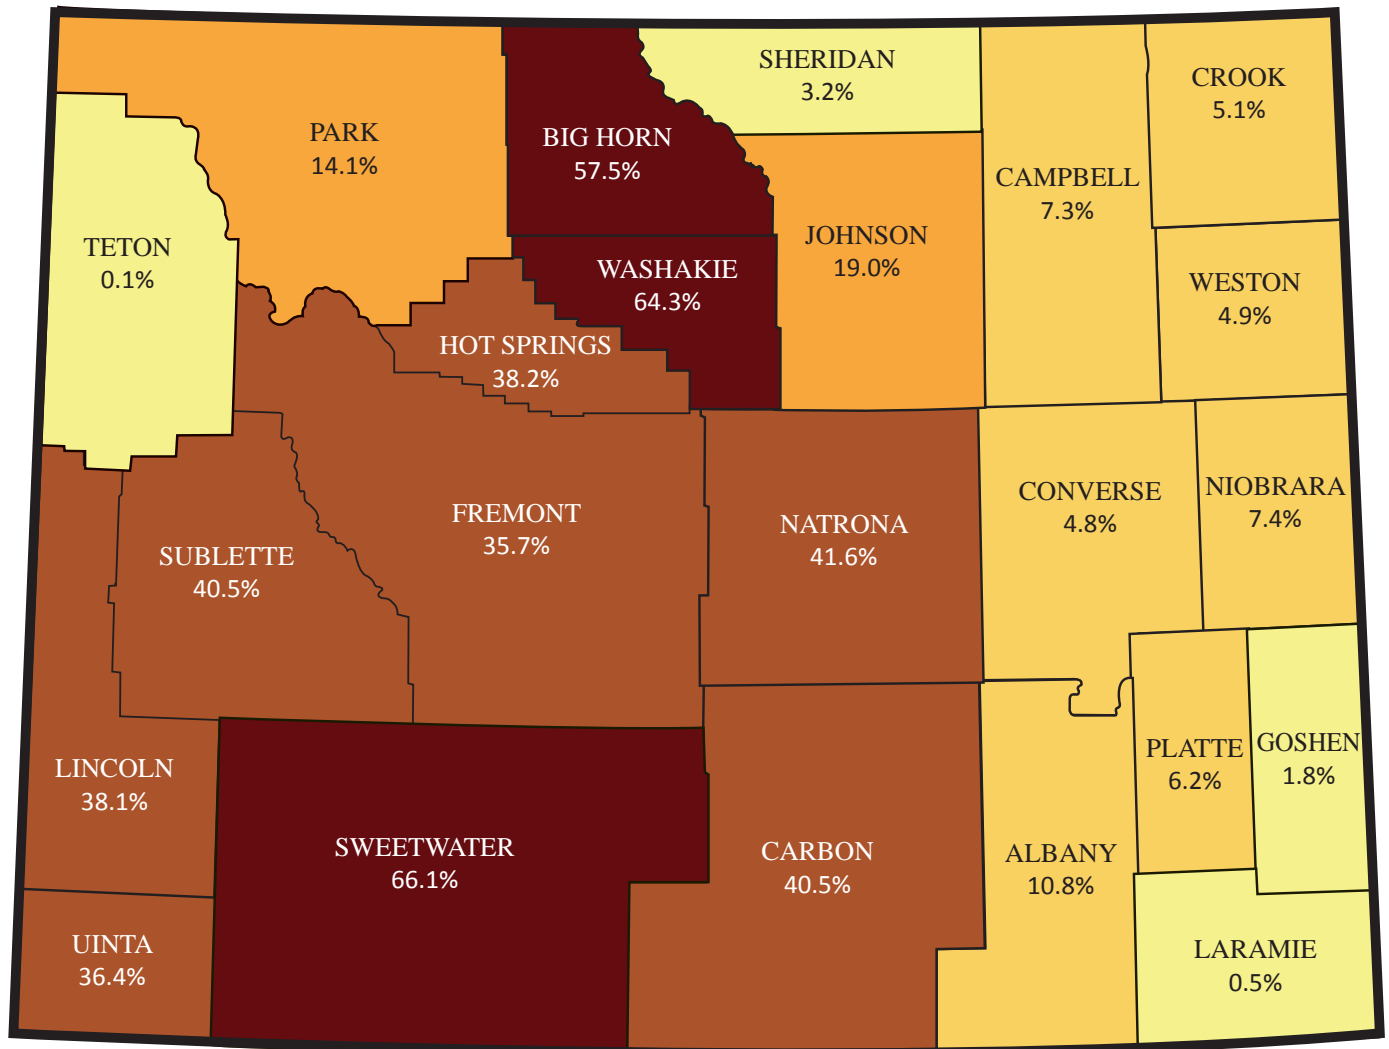 SHERIDAN
3.2%
CROOK
5.1%
PARK
14.1%
BIG HORN
57.5%
CAMPBELL
7.3%
TETON
0.1%
JOHNSON
19.0%
WASHAKIE
64.3%
WESTON
4.9%
HOT SPRINGS
38.2%
FREMONT
35.7%
NATRONA
41.6%
CONVERSE
4.8%
NIOBRARA
7.4%
SUBLETTE
40.5%
LINCOLN
38.1%
PLATTE
6.2%
GOSHEN
1.8%
SWEETWATER
66.1%
CARBON
40.5%
ALBANY
10.8%
UINTA
36.4%
LARAMIE
0.5%